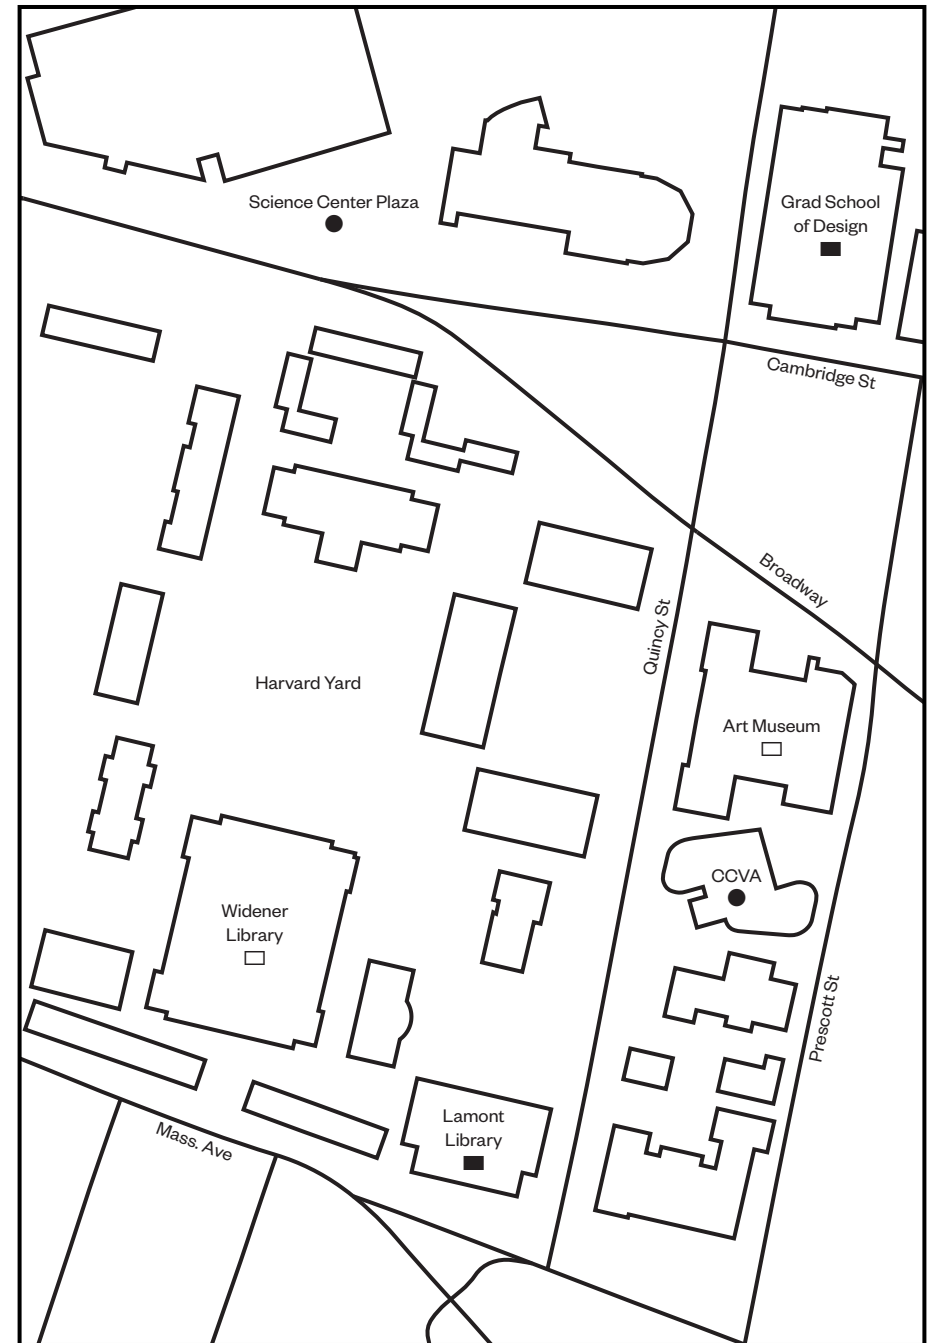 Science Center Plaza
Grad School
of Design
Cambridge St
Broadway
Quincy St
Harvard Yard
Art Museum
CCVA
Widener
Library
Prescott St
Lamont
Library
Mass. Ave